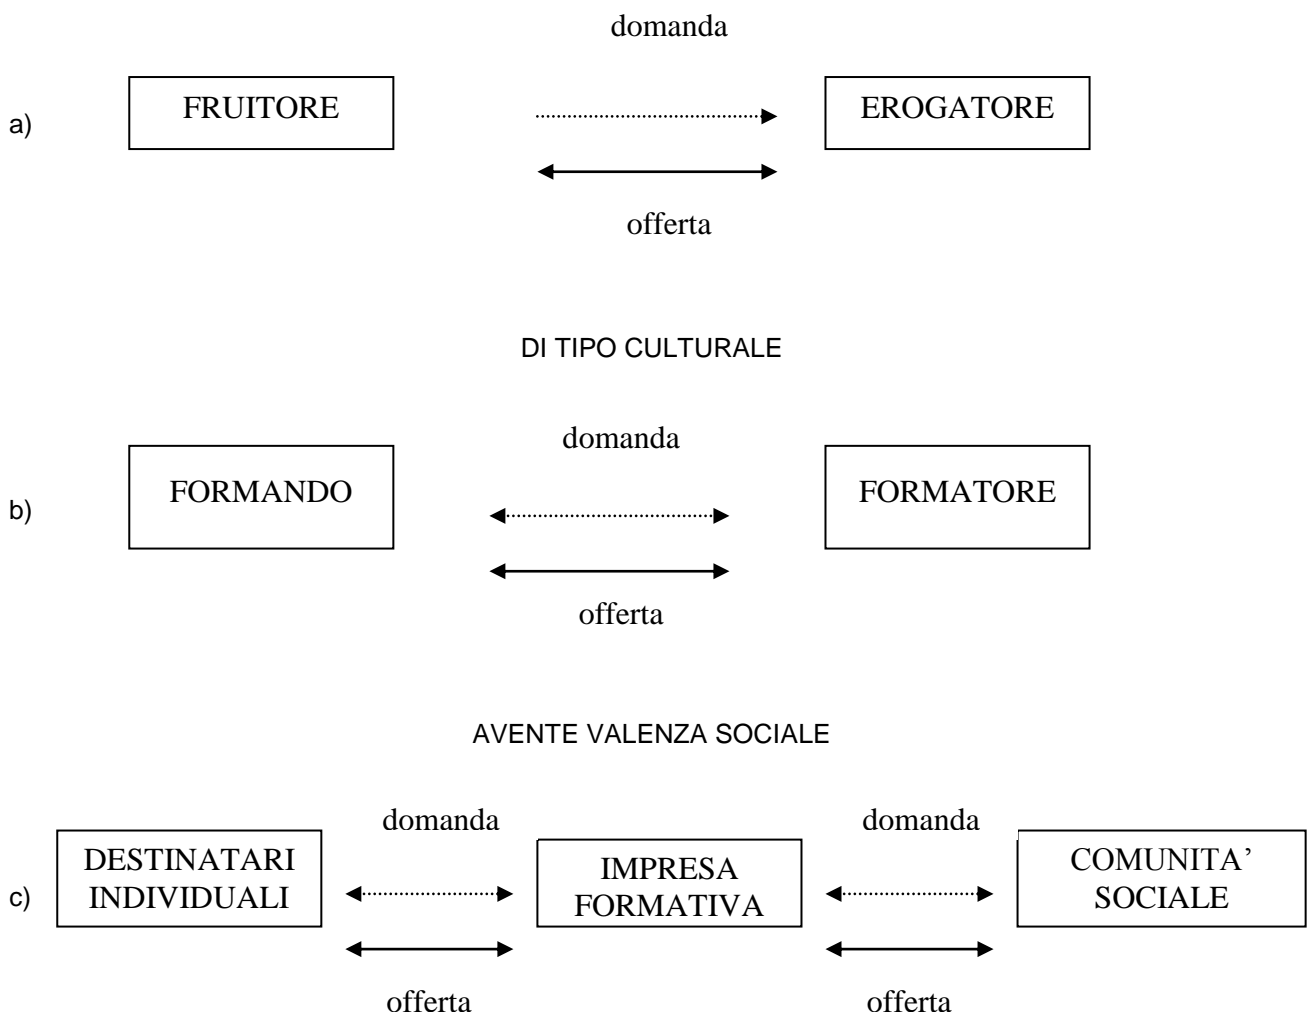 domanda
FRUITORE
EROGATORE
a)
offerta
DI TIPO CULTURALE
domanda
FORMANDO
FORMATORE
b)
offerta
AVENTE VALENZA SOCIALE
domanda
domanda
DESTINATARI
INDIVIDUALI
IMPRESA
FORMATIVA
COMUNITA’
SOCIALE
c)
offerta
offerta